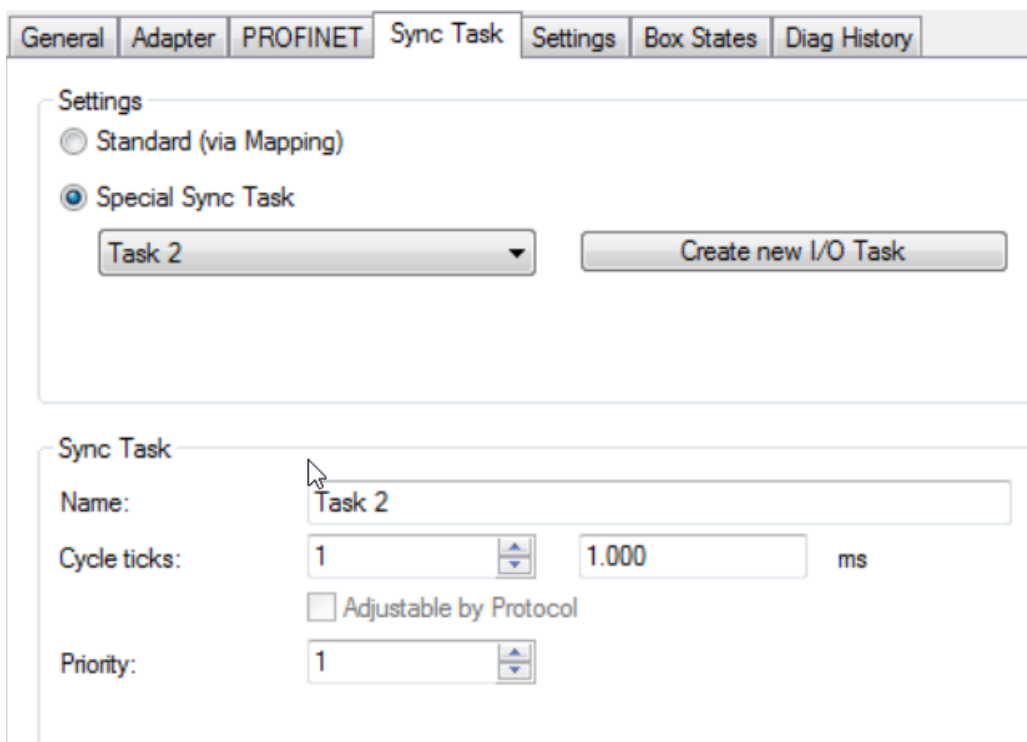 General Adapter PROFINET Sync Task Settings Box States Diag History
Settings
Standard (via Mapping)
Special Sync Task
Task 2 Create new I/O Task
Sync Task
Name: Task 2
Cycle ticks: 1 1.000 ms
Adjustable by Protocol
Priority: 1